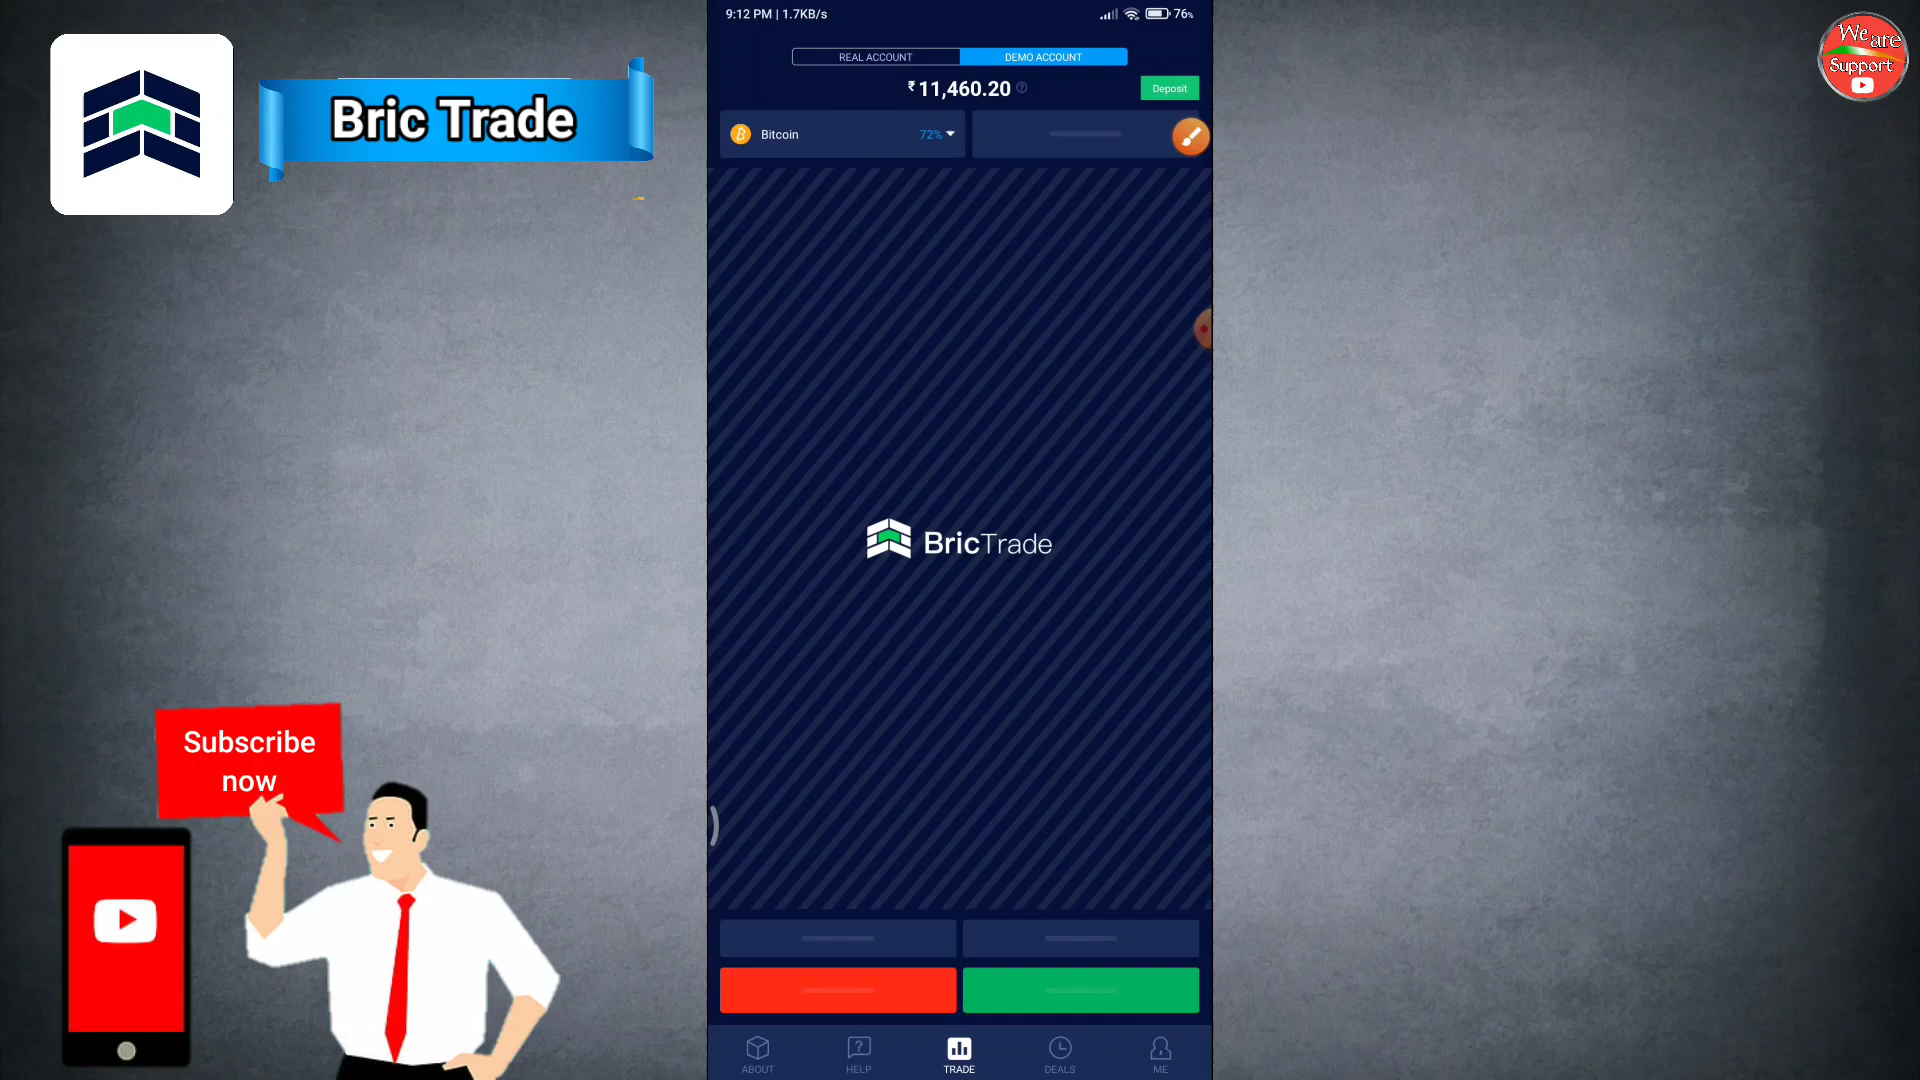 9:12 PM | 1.7KB/s
76%
We are
Support
REAL ACCOUNT
DEMO ACCOUNT
₹ 11,460.20
Deposit
Bric Trade
Bitcoin
72%
BricTrade
Subscribe
now
ABOUT
HELP
TRADE
DEALS
ME